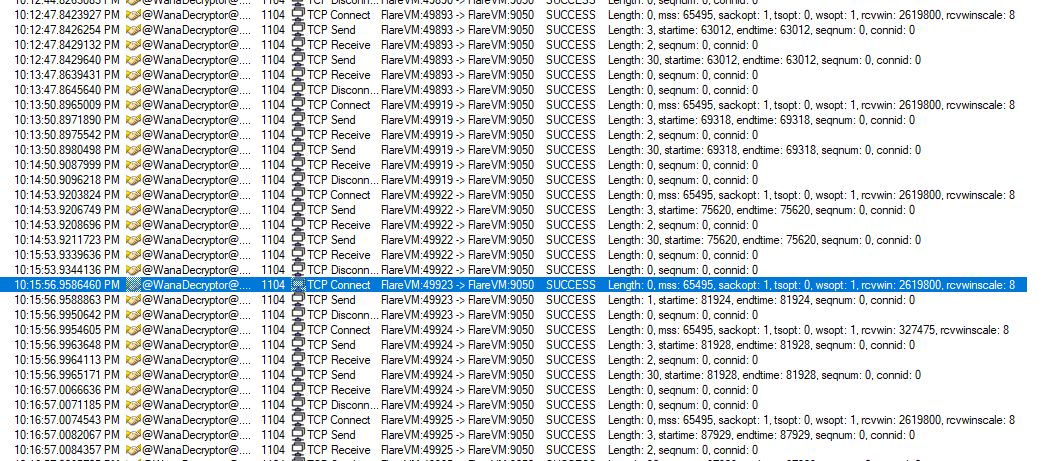 10:12:47.8423927 PM @WanaDecryptor@.... 1104 TCP Connect FlareVM:49893 -> FlareVM:9050 SUCCESS Length: 0, mss: 65495, sackopt: 1, tsopt: 0, wsopt: 1, rcvwin: 2619800, rcvwinscale: 8
10:12:47.8426254 PM @WanaDecryptor@.... 1104 TCP Send FlareVM:49893 -> FlareVM:9050 SUCCESS Length: 3, startime: 63012, endtime: 63012, seqnum: 0, connid: 0
10:12:47.8429132 PM @WanaDecryptor@.... 1104 TCP Receive FlareVM:49893 -> FlareVM:9050 SUCCESS Length: 2, seqnum: 0, connid: 0
10:12:47.8429640 PM @WanaDecryptor@.... 1104 TCP Send FlareVM:49893 -> FlareVM:9050 SUCCESS Length: 30, startime: 63012, endtime: 63012, seqnum: 0, connid: 0
10:13:47.8639431 PM @WanaDecryptor@.... 1104 TCP Receive FlareVM:49893 -> FlareVM:9050 SUCCESS Length: 0, seqnum: 0, connid: 0
10:13:47.8645640 PM @WanaDecryptor@.... 1104 TCP Disconn... FlareVM:49893 -> FlareVM:9050 SUCCESS Length: 0, seqnum: 0, connid: 0
10:13:50.8965009 PM @WanaDecryptor@.... 1104 TCP Connect FlareVM:49919 -> FlareVM:9050 SUCCESS Length: 0, mss: 65495, sackopt: 1, tsopt: 0, wsopt: 1, rcvwin: 2619800, rcvwinscale: 8
10:13:50.8971890 PM @WanaDecryptor@.... 1104 TCP Send FlareVM:49919 -> FlareVM:9050 SUCCESS Length: 3, startime: 69318, endtime: 69318, seqnum: 0, connid: 0
10:13:50.8975542 PM @WanaDecryptor@.... 1104 TCP Receive FlareVM:49919 -> FlareVM:9050 SUCCESS Length: 2, seqnum: 0, connid: 0
10:13:50.8980498 PM @WanaDecryptor@.... 1104 TCP Send FlareVM:49919 -> FlareVM:9050 SUCCESS Length: 30, startime: 69318, endtime: 69318, seqnum: 0, connid: 0
10:14:50.9087999 PM @WanaDecryptor@.... 1104 TCP Receive FlareVM:49919 -> FlareVM:9050 SUCCESS Length: 0, seqnum: 0, connid: 0
10:14:50.9096218 PM @WanaDecryptor@.... 1104 TCP Disconn... FlareVM:49919 -> FlareVM:9050 SUCCESS Length: 0, seqnum: 0, connid: 0
10:14:53.9203824 PM @WanaDecryptor@.... 1104 TCP Connect FlareVM:49922 -> FlareVM:9050 SUCCESS Length: 0, mss: 65495, sackopt: 1, tsopt: 0, wsopt: 1, rcvwin: 2619800, rcvwinscale: 8
10:14:53.9206749 PM @WanaDecryptor@.... 1104 TCP Send FlareVM:49922 -> FlareVM:9050 SUCCESS Length: 3, startime: 75620, endtime: 75620, seqnum: 0, connid: 0
10:14:53.9208696 PM @WanaDecryptor@.... 1104 TCP Receive FlareVM:49922 -> FlareVM:9050 SUCCESS Length: 2, seqnum: 0, connid: 0
10:14:53.9211723 PM @WanaDecryptor@.... 1104 TCP Send FlareVM:49922 -> FlareVM:9050 SUCCESS Length: 30, startime: 75620, endtime: 75620, seqnum: 0, connid: 0
10:15:53.9339636 PM @WanaDecryptor@.... 1104 TCP Receive FlareVM:49922 -> FlareVM:9050 SUCCESS Length: 0, seqnum: 0, connid: 0
10:15:53.9344136 PM @WanaDecryptor@.... 1104 TCP Disconn... FlareVM:49922 -> FlareVM:9050 SUCCESS Length: 0, seqnum: 0, connid: 0
10:15:56.9586460 PM @WanaDecryptor@.... 1104 TCP Connect FlareVM:49923 -> FlareVM:9050 SUCCESS Length: 0, mss: 65495, sackopt: 1, tsopt: 0, wsopt: 1, rcvwin: 2619800, rcvwinscale: 8
10:15:56.9588863 PM @WanaDecryptor@.... 1104 TCP Send FlareVM:49923 -> FlareVM:9050 SUCCESS Length: 1, startime: 81924, endtime: 81924, seqnum: 0, connid: 0
10:15:56.9950642 PM @WanaDecryptor@.... 1104 TCP Disconn... FlareVM:49923 -> FlareVM:9050 SUCCESS Length: 0, seqnum: 0, connid: 0
10:15:56.9954605 PM @WanaDecryptor@.... 1104 TCP Connect FlareVM:49924 -> FlareVM:9050 SUCCESS Length: 0, mss: 65495, sackopt: 1, tsopt: 0, wsopt: 1, rcvwin: 327475, rcvwinscale: 8
10:15:56.9963648 PM @WanaDecryptor@.... 1104 TCP Send FlareVM:49924 -> FlareVM:9050 SUCCESS Length: 3, startime: 81928, endtime: 81928, seqnum: 0, connid: 0
10:15:56.9964113 PM @WanaDecryptor@.... 1104 TCP Receive FlareVM:49924 -> FlareVM:9050 SUCCESS Length: 2, seqnum: 0, connid: 0
10:15:56.9965171 PM @WanaDecryptor@.... 1104 TCP Send FlareVM:49924 -> FlareVM:9050 SUCCESS Length: 30, startime: 81928, endtime: 81928, seqnum: 0, connid: 0
10:16:57.0066636 PM @WanaDecryptor@.... 1104 TCP Receive FlareVM:49924 -> FlareVM:9050 SUCCESS Length: 0, seqnum: 0, connid: 0
10:16:57.0071185 PM @WanaDecryptor@.... 1104 TCP Disconn... FlareVM:49924 -> FlareVM:9050 SUCCESS Length: 0, seqnum: 0, connid: 0
10:16:57.0074543 PM @WanaDecryptor@.... 1104 TCP Connect FlareVM:49925 -> FlareVM:9050 SUCCESS Length: 0, mss: 65495, sackopt: 1, tsopt: 0, wsopt: 1, rcvwin: 2619800, rcvwinscale: 8
10:16:57.0082067 PM @WanaDecryptor@.... 1104 TCP Send FlareVM:49925 -> FlareVM:9050 SUCCESS Length: 3, startime: 87929, endtime: 87929, seqnum: 0, connid: 0
10:16:57.0084357 PM @WanaDecryptor@.... 1104 TCP Receive FlareVM:49925 -> FlareVM:9050 SUCCESS Length: 2, seqnum: 0, connid: 0